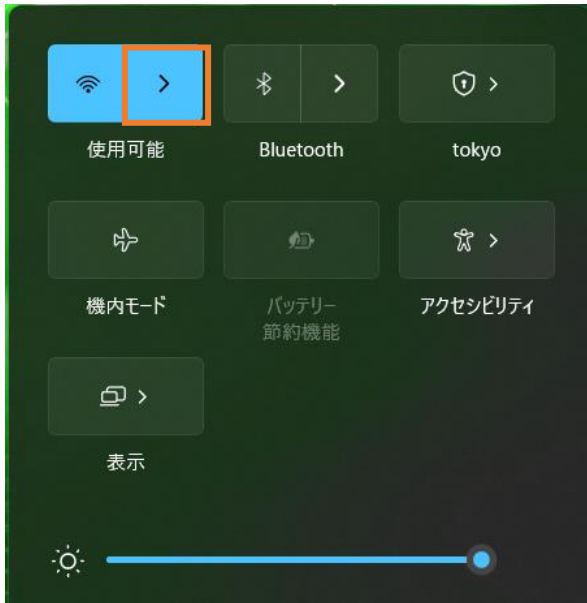 使用可能
Bluetooth
tokyo
機内モード
バッテリー
節約機能
アクセシビリティ
表示